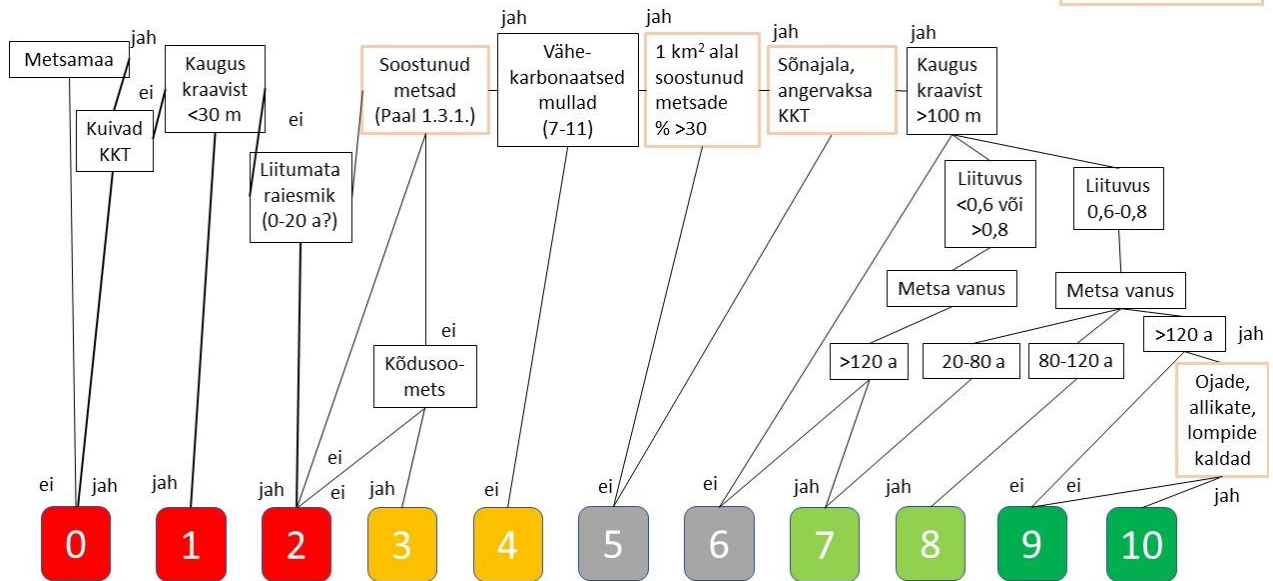 Metsamaa
jah
Kuivad
KKT
ei
Kaugus
kraavist
<30 m
ei
Liitumata
raiesmik
(0-20 a?)
Soostunud
metsad
(Paal 1.3.1.)
ei
Kõdusoo-
mets
jah
Vähe-
karbonaatsed
mullad
(7-11)
jah
1 km² alal
soostunud
metsade
% >30
jah
Sõnajala,
angervaksa
KKT
jah
Kaugus
kraavist
>100 m
Liituvus
<0,6 või
>0,8
Liituvus
0,6-0,8
Metsa vanus
Metsa vanus
>120 a
20-80 a
80-120 a
>120 a
jah
Ojade,
allikate,
lompide
kaldad
ei
jah
jah
jah
ei
ei
jah
ei
ei
ei
jah
jah
ei
ei
jah
0
1
2
3
4
5
6
7
8
9
10